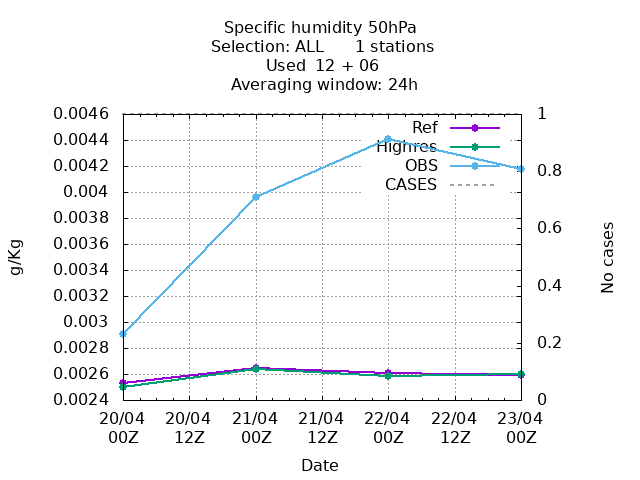 Specific humidity 50hPa
Selection: ALL 1 stations
Used 12 + 06
Averaging window: 24h
g/Kg
0.0046
0.0044
0.0042
0.004
0.0038
0.0036
0.0034
0.0032
0.003
0.0028
0.0026
0.0024
Ref
Highres
OBS
CASES
1
0.8
0.6
0.4
0.2
0
No cases
20/04 20/04 21/04 21/04 22/04 22/04 23/04
00Z 12Z 00Z 12Z 00Z 12Z 00Z
Date